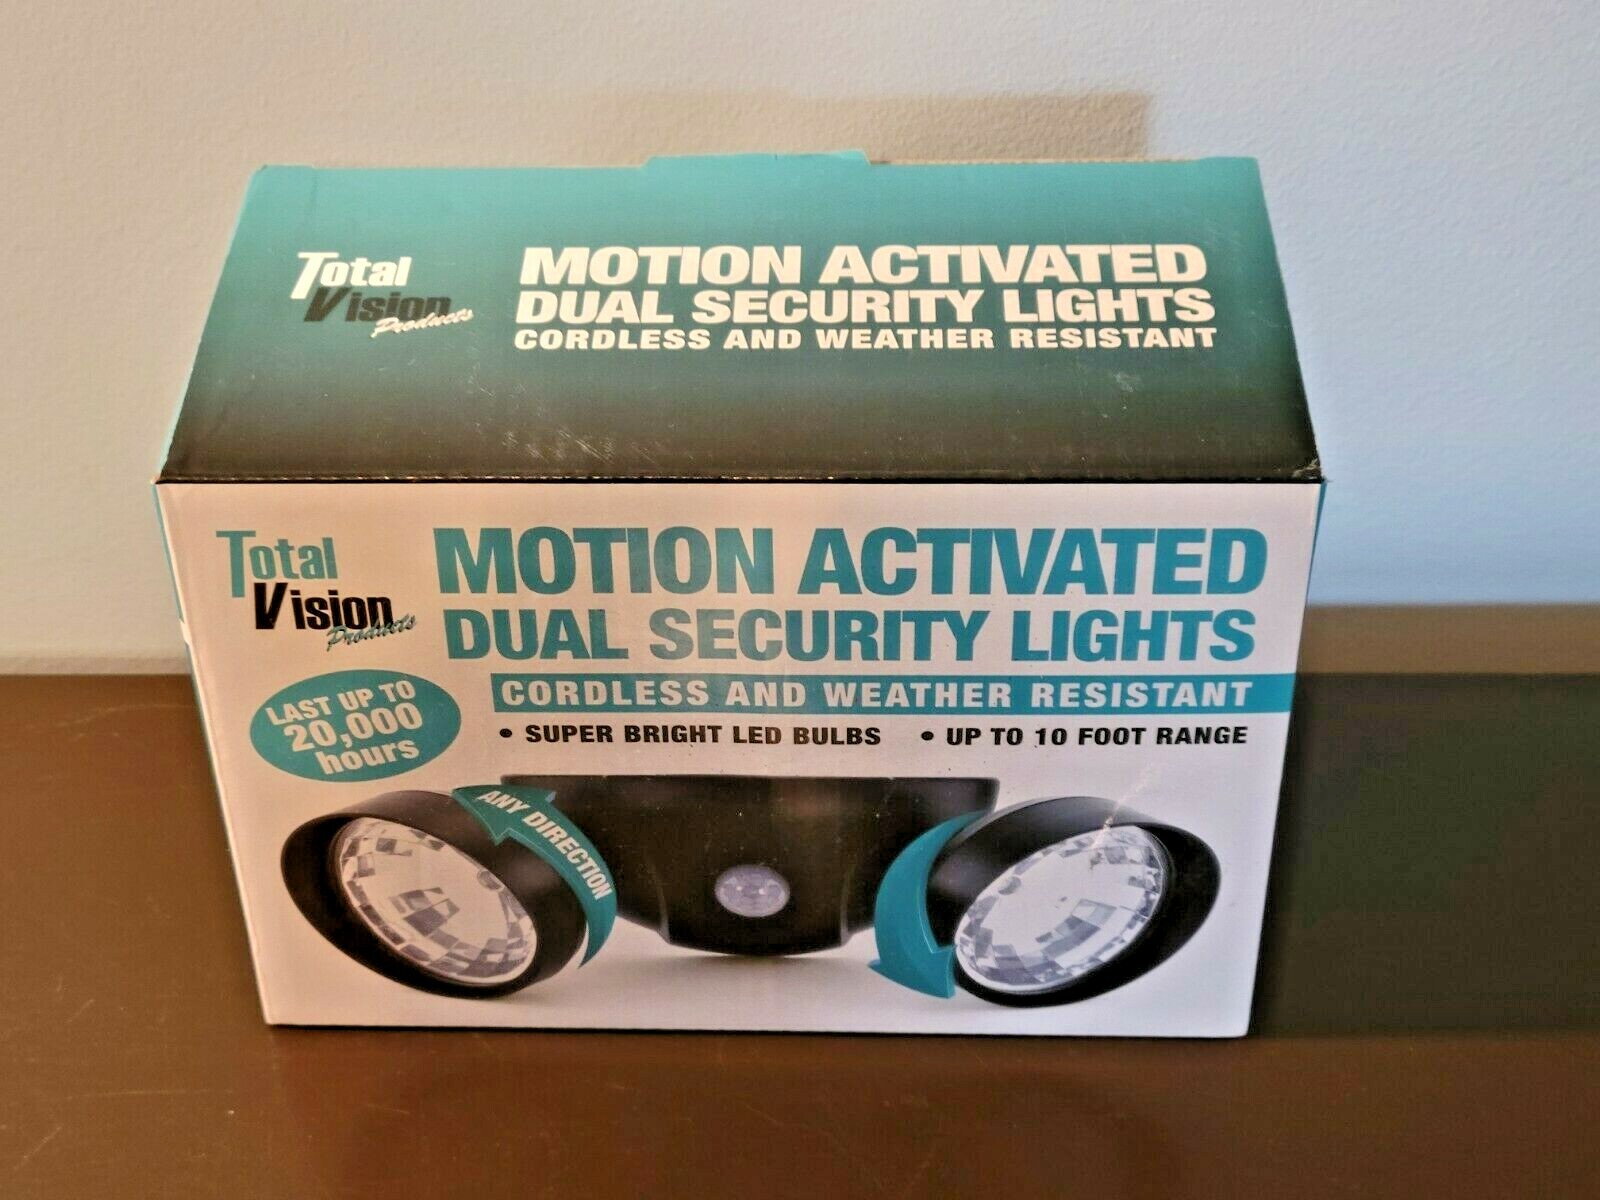 Total
Vision
Products
MOTION ACTIVATED
DUAL SECURITY LIGHTS
CORDLESS AND WEATHER RESISTANT
Total
Vision
Products
MOTION ACTIVATED
DUAL SECURITY LIGHTS
CORDLESS AND WEATHER RESISTANT
• SUPER BRIGHT LED BULBS • UP TO 10 FOOT RANGE
LAST UP TO
20,000
hours
ANY DIRECTION